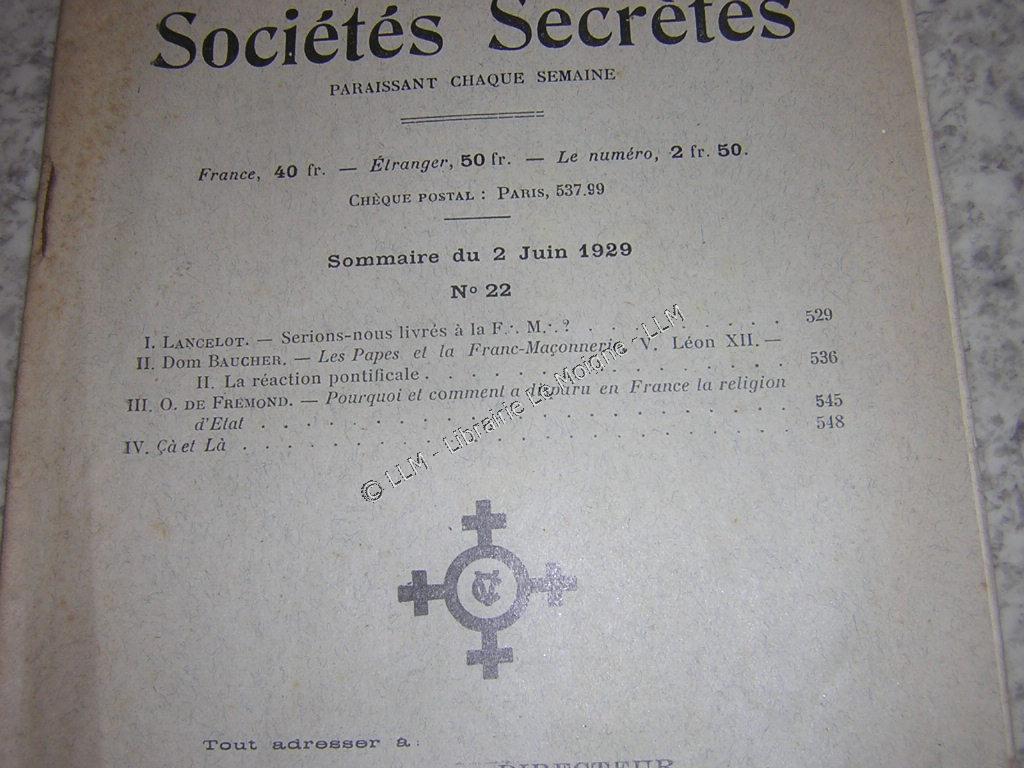 Sociétés Secrètes
PARAISSANT CHAQUE SEMAINE
France, 40 fr. — Étranger, 50 fr. — Le numéro, 2 fr. 50.
CHÈQUE POSTAL : PARIS, 537.99
Sommaire du 2 Juin 1929
No 22
I. LANCELOT. — Serions-nous livrés à la F∴ M∴? . . . . . . . . . 529
II. Dom BAUCHER. — Les Papes et la Franc-Maçonnerie. V. Léon XII. —
II. La réaction pontificale . . . . . . . . . . . . . . 536
III. O. DE FRÉMOND. — Pourquoi et comment a disparu en France la religion
d'Etat . . . . . . . . . . . . . . . . . . . . . 545
IV. Çà et Là . . . . . . . . . . . . . . . . . . . . . 548
© LLM - Librairie Le Moigne - LLM
Tout adresser à :
DIRECTEUR